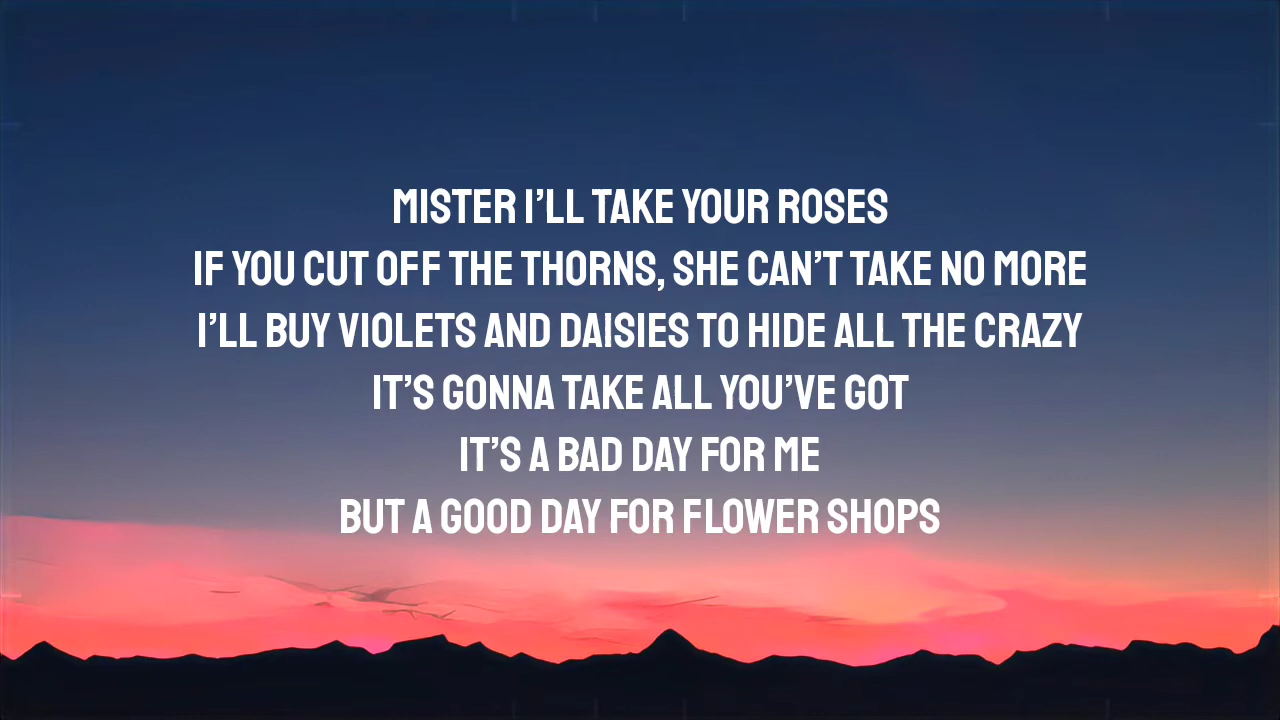 MISTER I’LL TAKE YOUR ROSES
IF YOU CUT OFF THE THORNS, SHE CAN’T TAKE NO MORE
I’LL BUY VIOLETS AND DAISIES TO HIDE ALL THE CRAZY
IT’S GONNA TAKE ALL YOU’VE GOT
IT’S A BAD DAY FOR ME
BUT A GOOD DAY FOR FLOWER SHOPS